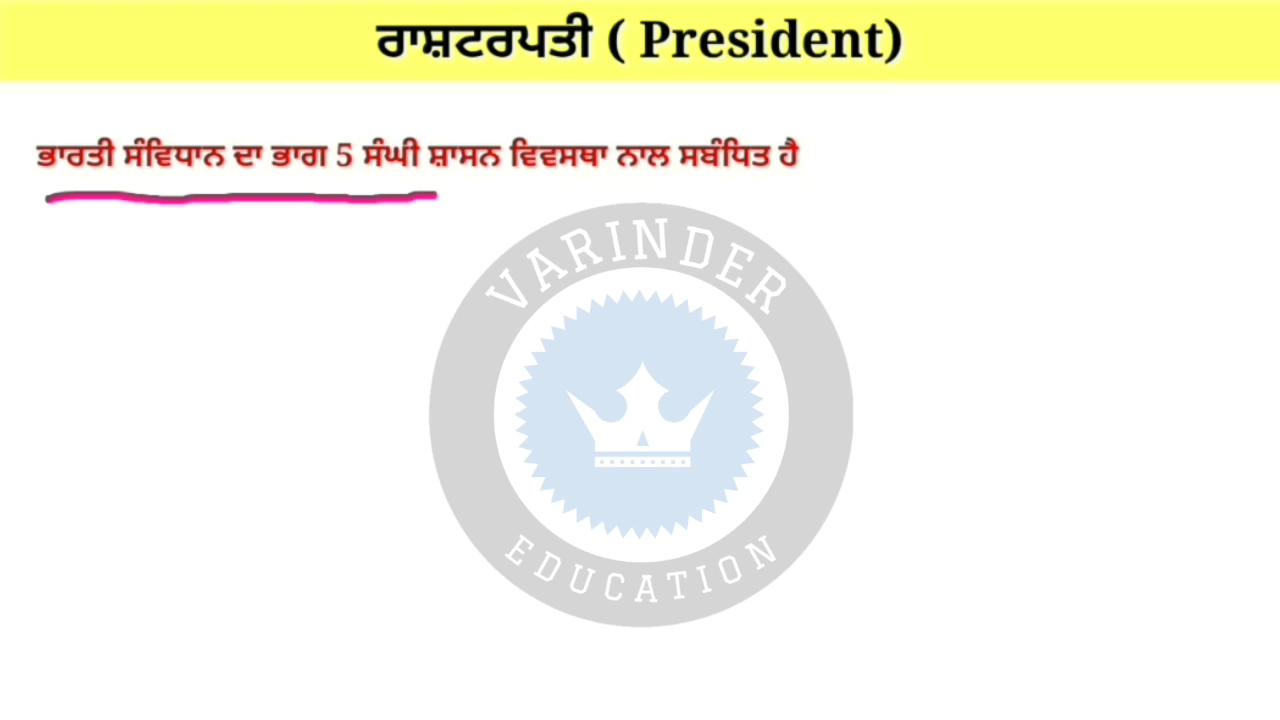 ਰਾਸ਼ਟਰਪਤੀ ( President)
ਭਾਰਤੀ ਸੰਵਿਧਾਨ ਦਾ ਭਾਗ 5 ਸੰਘੀ ਸ਼ਾਸਨ ਵਿਵਸਥਾ ਨਾਲ ਸਬੰਧਿਤ ਹੈ
VARINDER
EDUCATION